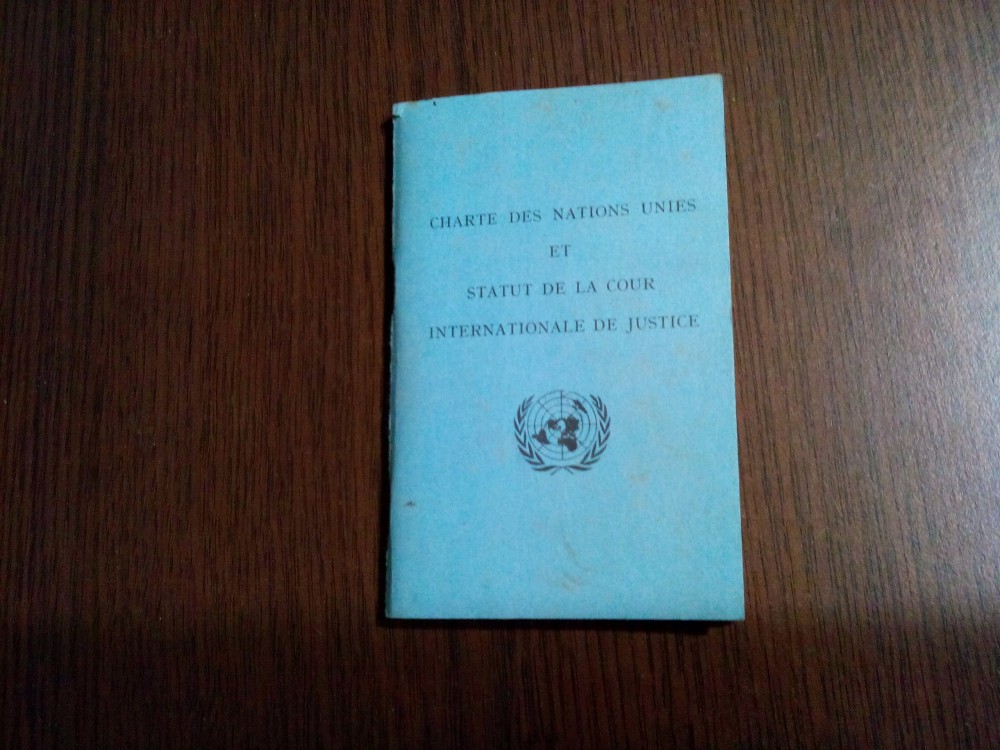 CHARTE DES NATIONS UNIES
ET
STATUT DE LA COUR
INTERNATIONALE DE JUSTICE